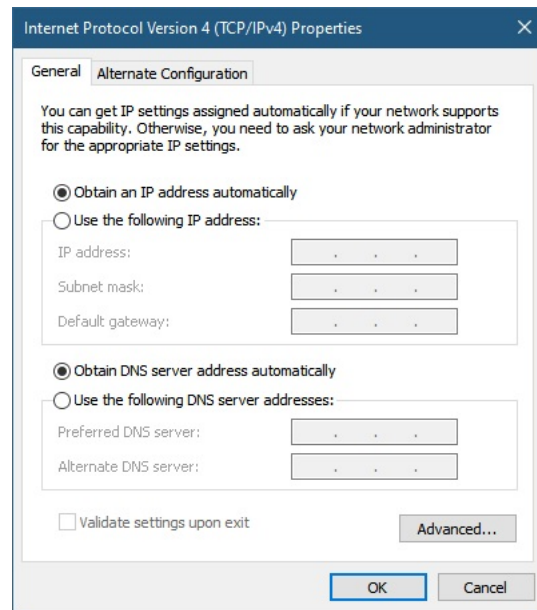 Internet Protocol Version 4 (TCP/IPv4) Properties
General
Alternate Configuration
You can get IP settings assigned automatically if your network supports
this capability. Otherwise, you need to ask your network administrator
for the appropriate IP settings.
Obtain an IP address automatically
Use the following IP address:
IP address:
Subnet mask:
Default gateway:
Obtain DNS server address automatically
Use the following DNS server addresses:
Preferred DNS server:
Alternate DNS server:
Validate settings upon exit
Advanced...
OK
Cancel